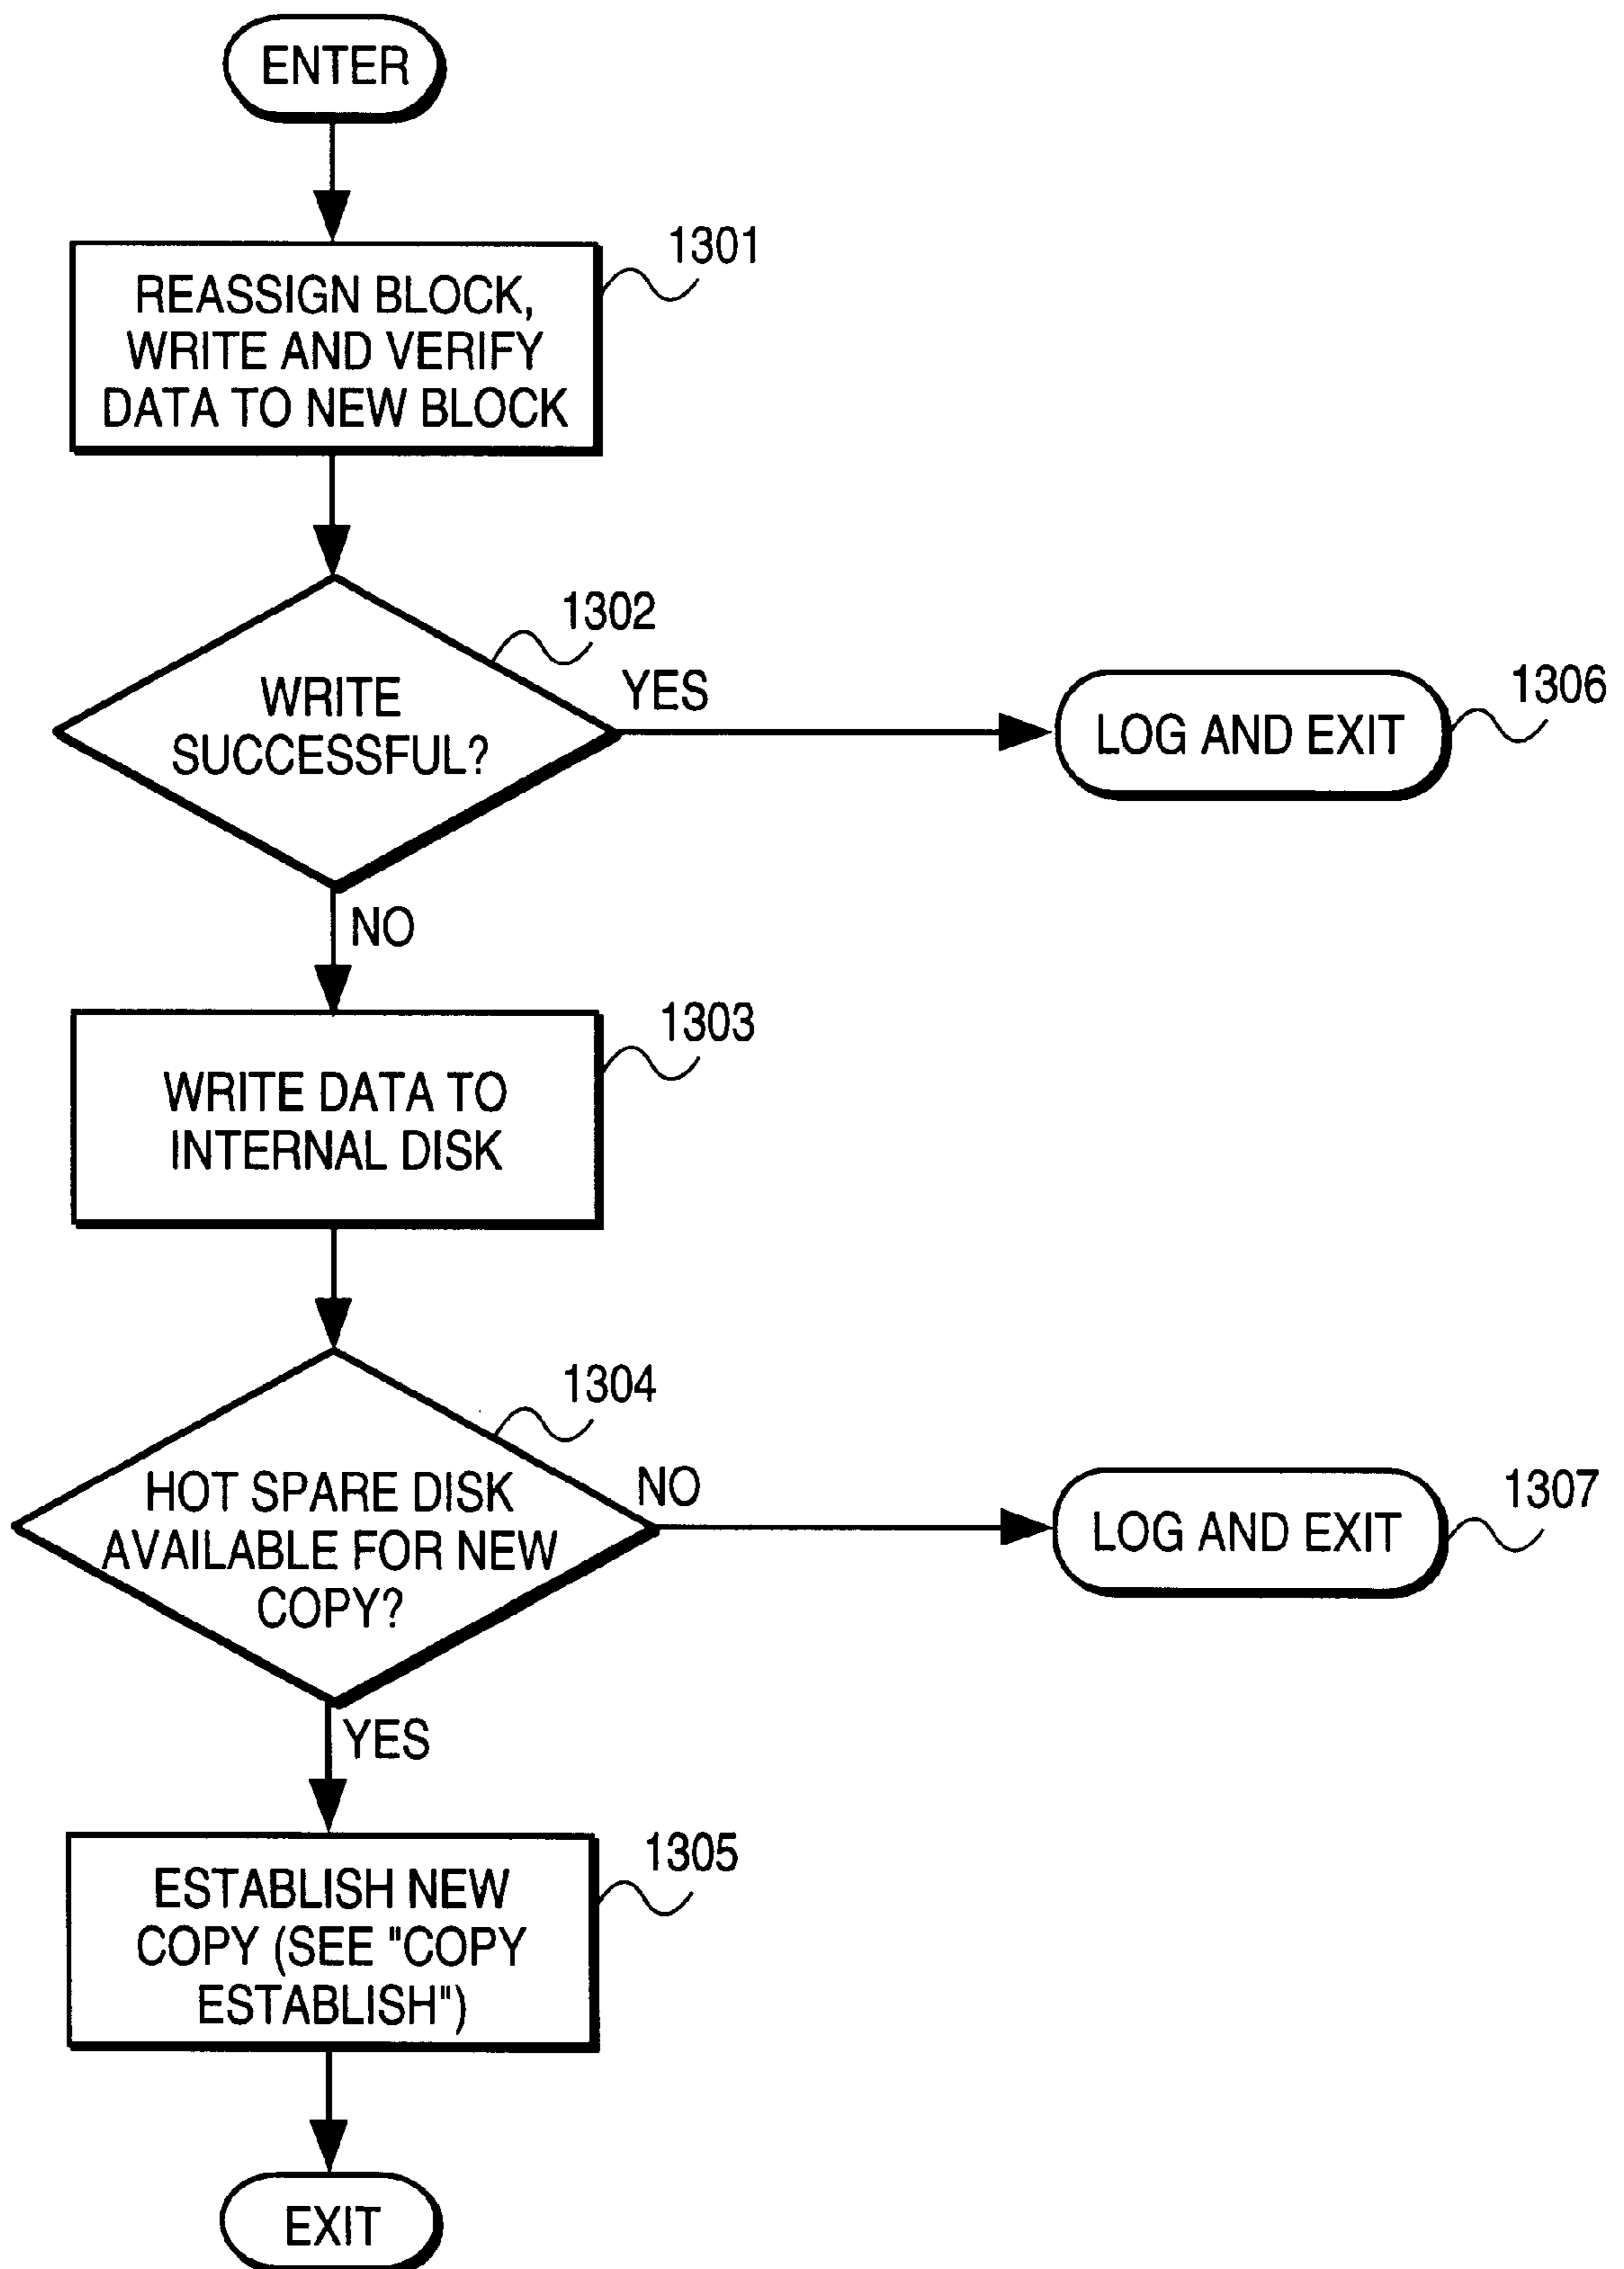 ENTER
1301
REASSIGN BLOCK,
WRITE AND VERIFY
DATA TO NEW BLOCK
1302
WRITE
SUCCESSFUL?
YES
1306
LOG AND EXIT
NO
1303
WRITE DATA TO
INTERNAL DISK
1304
HOT SPARE DISK
AVAILABLE FOR NEW
COPY?
NO
1307
LOG AND EXIT
YES
1305
ESTABLISH NEW
COPY (SEE "COPY
ESTABLISH")
EXIT